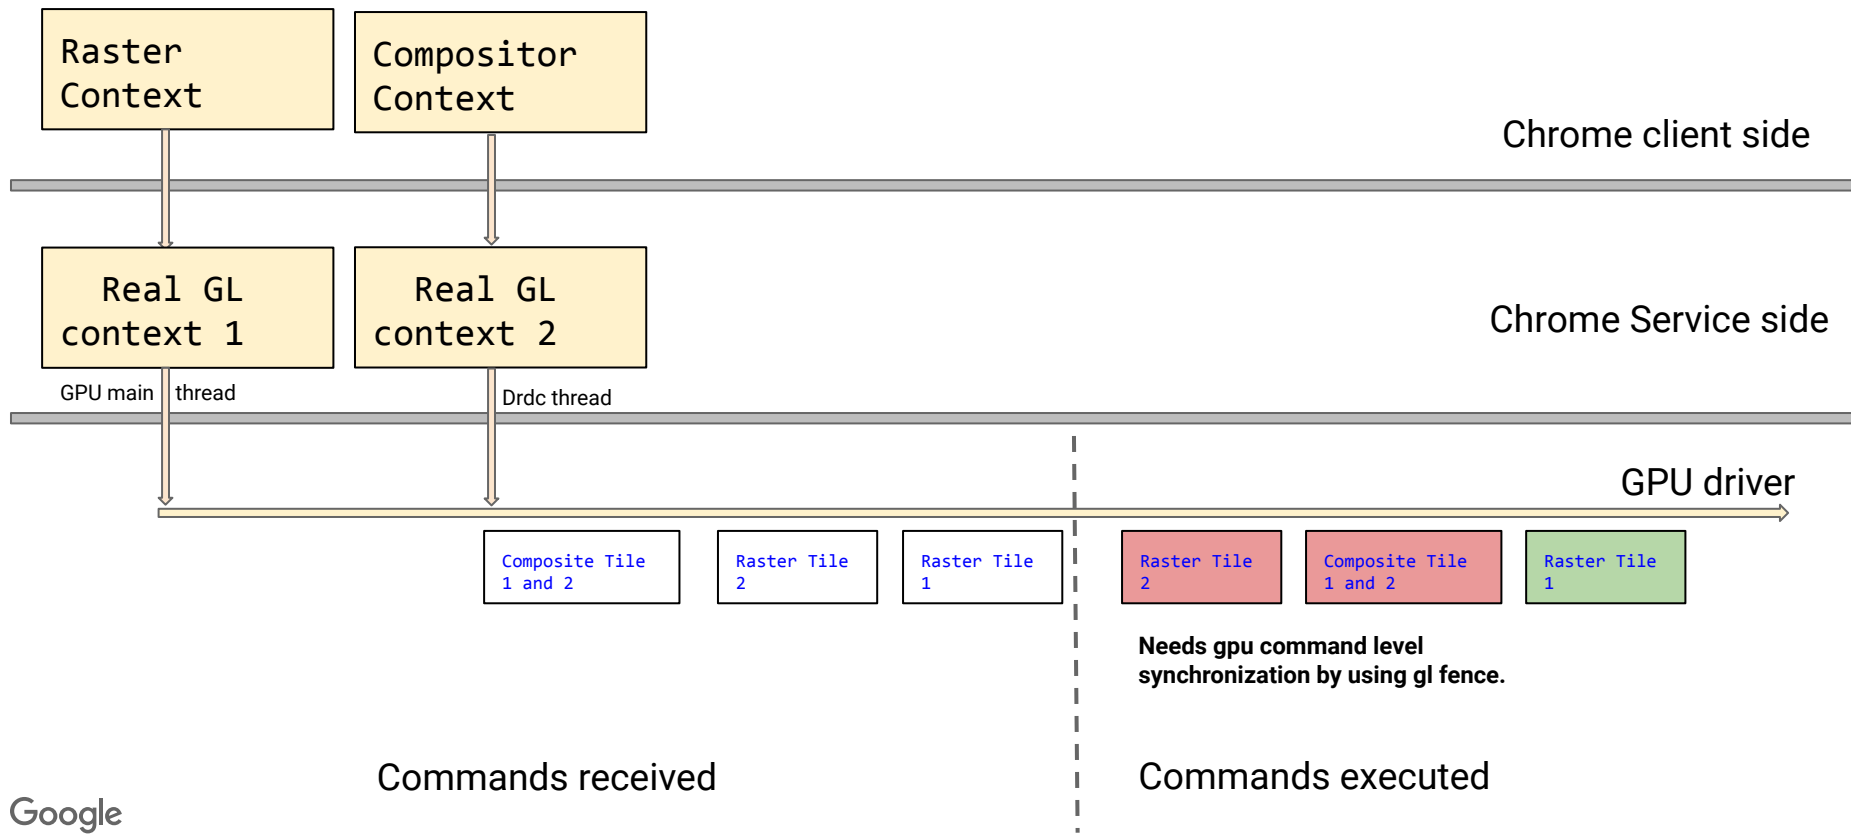 Raster
Context
Compositor
Context
Chrome client side
Real GL
context 1
Real GL
context 2
Chrome Service side
GPU main thread
Drdc thread
GPU driver
Composite Tile
1 and 2
Raster Tile
2
Raster Tile
1
Raster Tile
2
Composite Tile
1 and 2
Raster Tile
1
Needs gpu command level
synchronization by using gl fence.
Commands received
Commands executed
Google